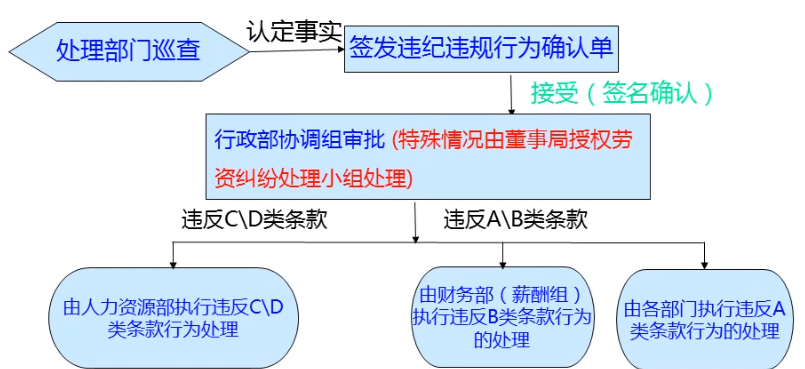 处理部门巡查
认定事实
签发违纪违规行为确认单
接受（签名确认）
行政部协调组审批 (特殊情况由董事局授权劳
资纠纷处理小组处理)
违反C\D类条款
违反A\B类条款
由人力资源部执行违反C\D
类条款行为处理
由财务部（薪酬组）
执行违反B类条款行为
的处理
由各部门执行违反A
类条款行为的处理